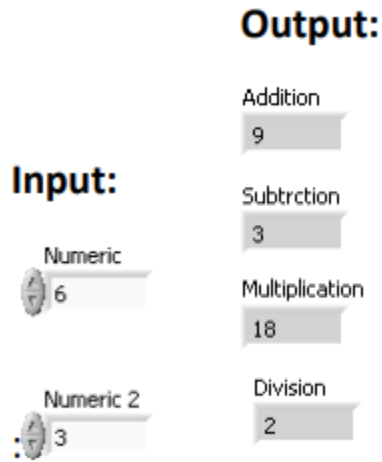 Output:
Addition
9
Input:
Subtrction
3
Numeric
6
Multiplication
18
Numeric 2
: 3
Division
2